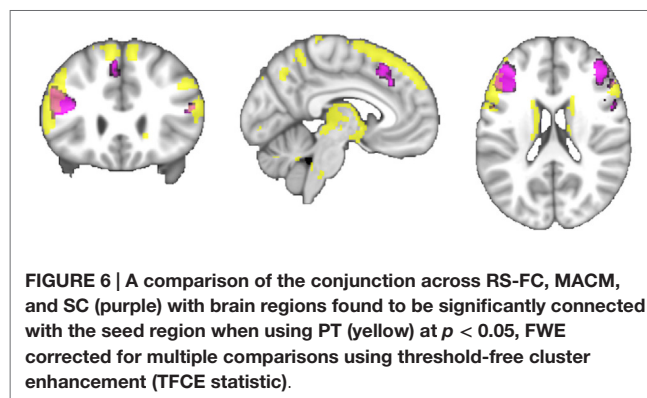 FIGURE 6 | A comparison of the conjunction across RS-FC, MACM,
and SC (purple) with brain regions found to be significantly connected
with the seed region when using PT (yellow) at p < 0.05, FWE
corrected for multiple comparisons using threshold-free cluster
enhancement (TFCE statistic).